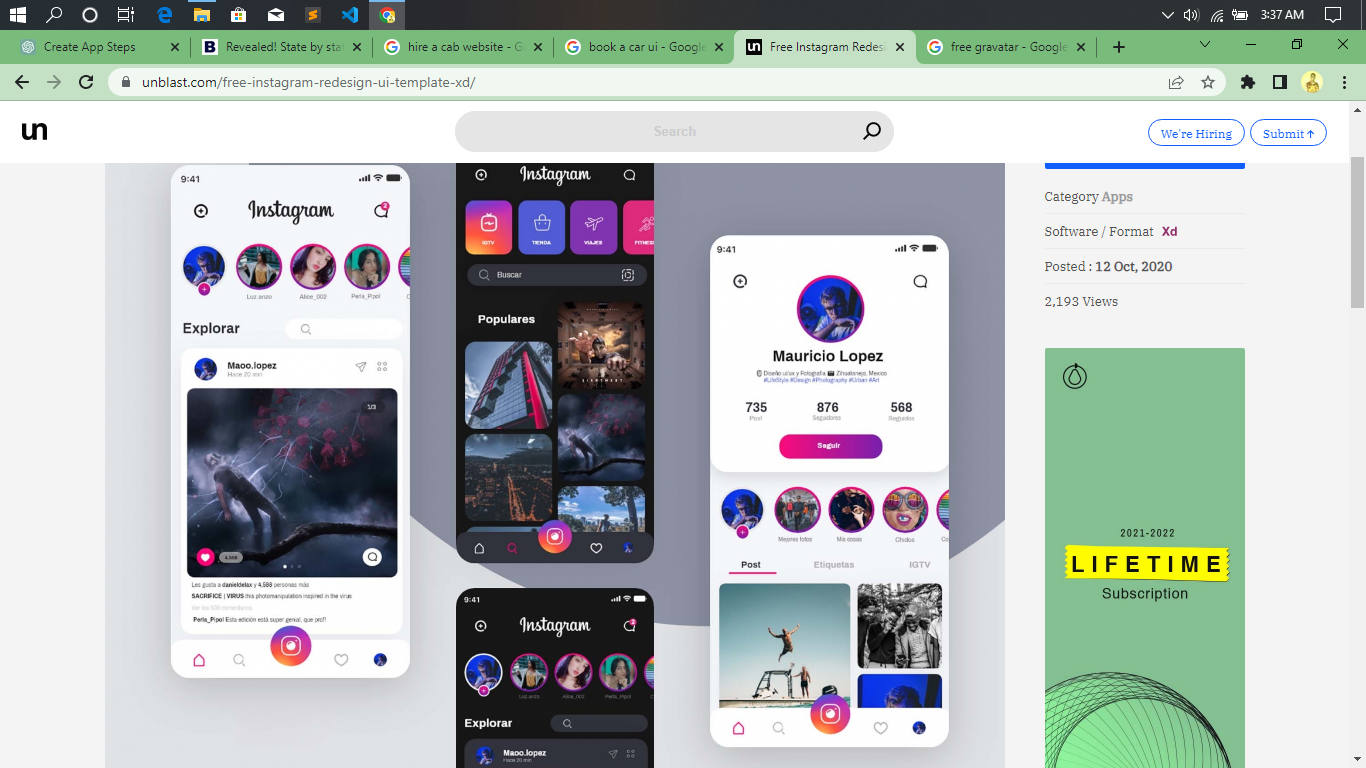 3:37 AM
Create App Steps
Revealed! State by sta
hire a cab website - G
book a car ui - Google
Free Instagram Redes
free gravatar - Google
unblast.com/free-instagram-redesign-ui-template-xd/
un
Search
We're Hiring
Submit ↑
9:41
Instagram
2
Luz.anzo
Alice_002
Perla_Pipol
Explorar
Maoo.lopez
Hace 20 min
1/3
4,588
Les gusta a danieldelax y 4,588 personas más
SACRIFICE | VIRUS this photomanipulation inspired in the virus
Perla_Pipol Esta edición está super genial, que pro!!
Instagram
IGTV
TIENDA
VIAJES
FITNES
Buscar
Populares
9:41
Instagram
2
Luz.anzo
Alice_002
Perla_Pipol
Explorar
Maoo.lopez
Hace 20 min
9:41
Mauricio Lopez
Diseño ui/ux y Fotografía Zihuatanejo, Mexico
#LifeStyle #Design #Photography #Urban #Art
735
876
568
Post
Seguidores
Seguidos
Seguir
Mejores fotos
Mis cosas
Chidos
Co
Post
Etiquetas
IGTV
Category Apps
Software / Format Xd
Posted : 12 Oct, 2020
2,193 Views
2021-2022
LIFETIME
Subscription